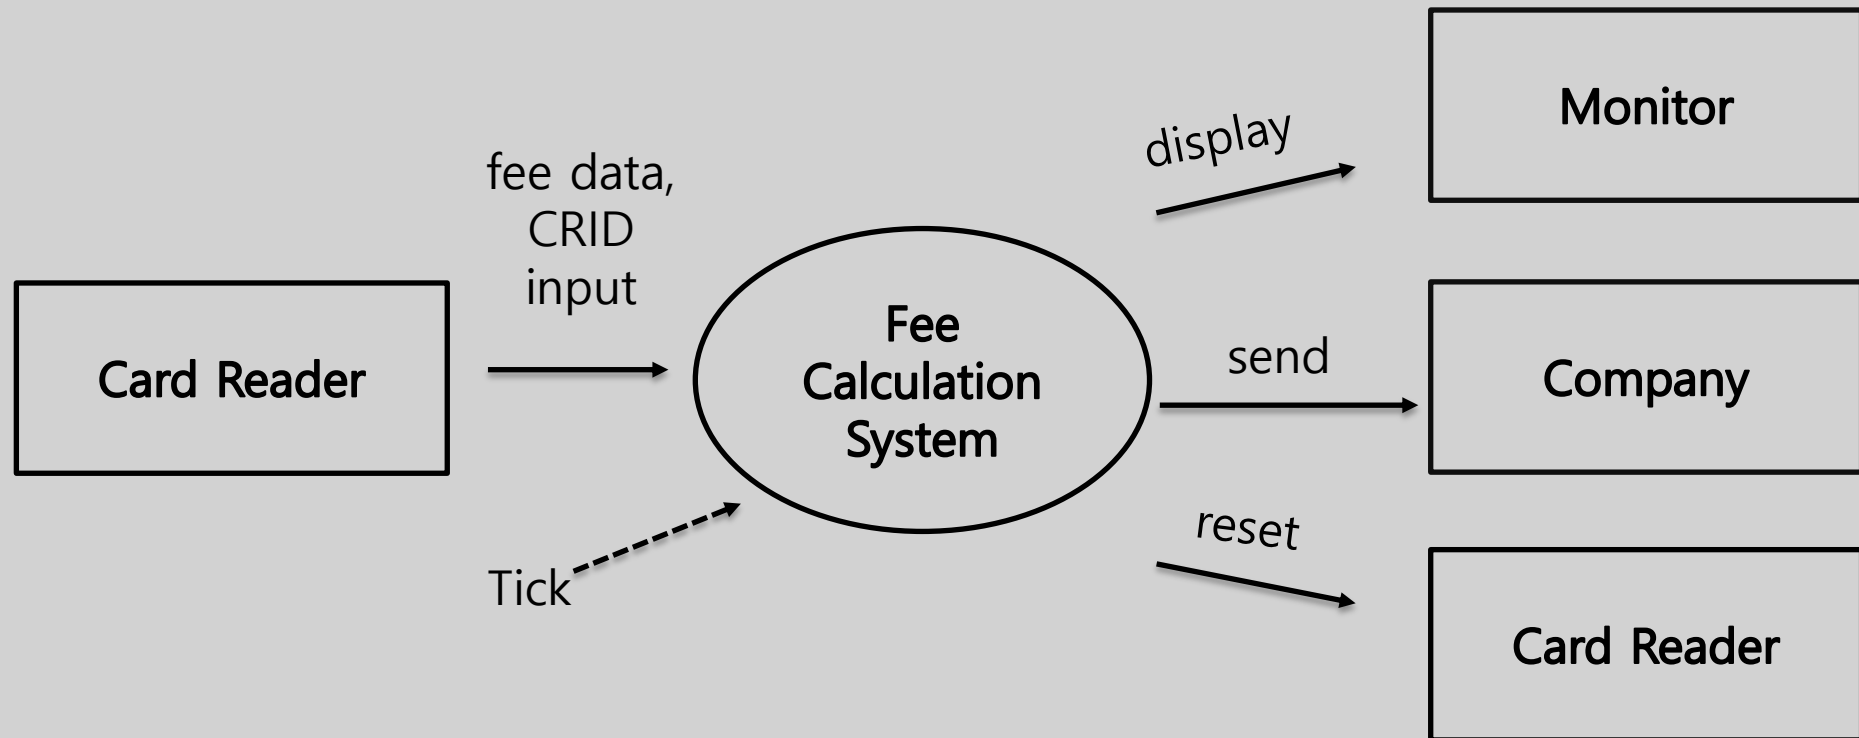 Card Reader
fee data,
CRID
input
Tick
Fee
Calculation
System
display
send
reset
Monitor
Company
Card Reader